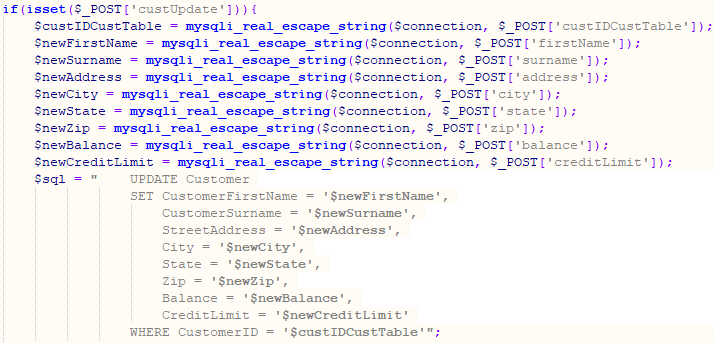 if(isset($_POST['custUpdate'])){
$custIDCustTable = mysqli_real_escape_string($connection, $_POST['custIDCustTable']);
$newFirstName = mysqli_real_escape_string($connection, $_POST['firstName']);
$newSurname = mysqli_real_escape_string($connection, $_POST['surname']);
$newAddress = mysqli_real_escape_string($connection, $_POST['address']);
$newCity = mysqli_real_escape_string($connection, $_POST['city']);
$newState = mysqli_real_escape_string($connection, $_POST['state']);
$newZip = mysqli_real_escape_string($connection, $_POST['zip']);
$newBalance = mysqli_real_escape_string($connection, $_POST['balance']);
$newCreditLimit = mysqli_real_escape_string($connection, $_POST['creditLimit']);
$sql = "    UPDATE Customer
SET CustomerFirstName = '$newFirstName',
CustomerSurname = '$newSurname',
StreetAddress = '$newAddress',
City = '$newCity',
State = '$newState',
Zip = '$newZip',
Balance = '$newBalance',
CreditLimit = '$newCreditLimit'
WHERE CustomerID = '$custIDCustTable'";